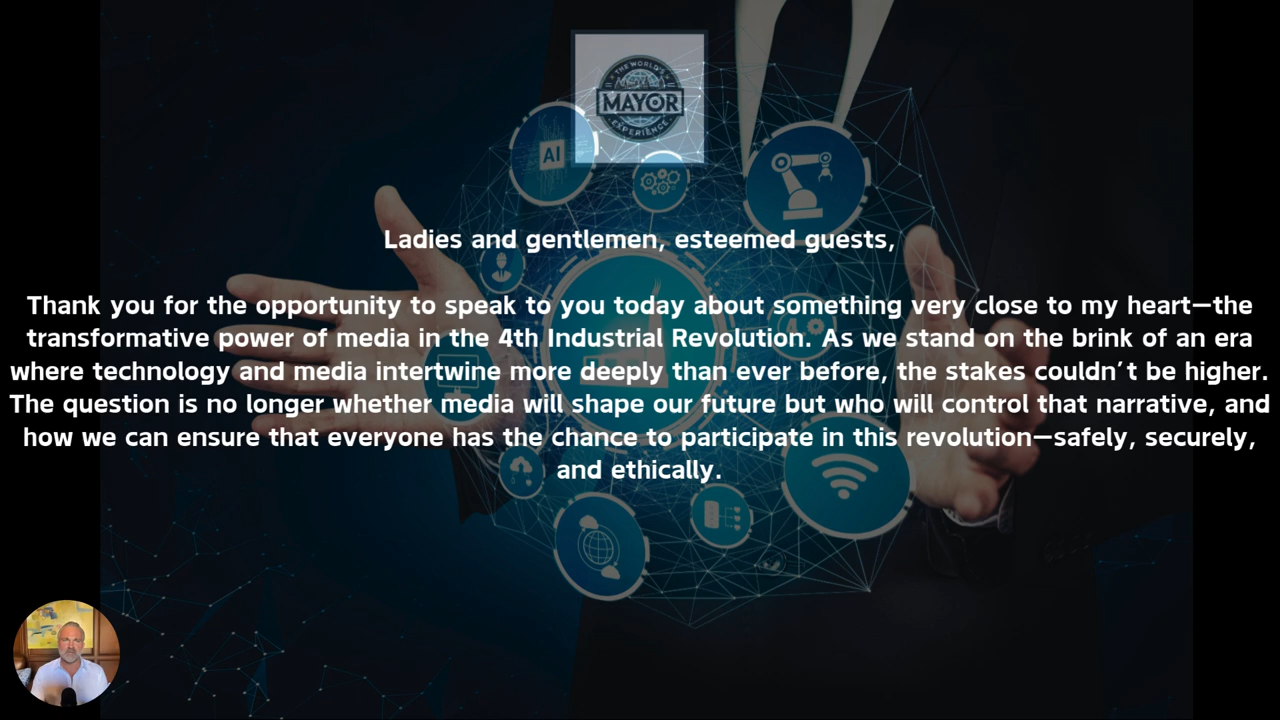 THE WORLD'S
MAYOR
EXPERIENCE
AI
Ladies and gentlemen, esteemed guests,
Thank you for the opportunity to speak to you today about something very close to my heart—the
transformative power of media in the 4th Industrial Revolution. As we stand on the brink of an era
where technology and media intertwine more deeply than ever before, the stakes couldn't be higher.
The question is no longer whether media will shape our future but who will control that narrative, and
how we can ensure that everyone has the chance to participate in this revolution—safely, securely,
and ethically.